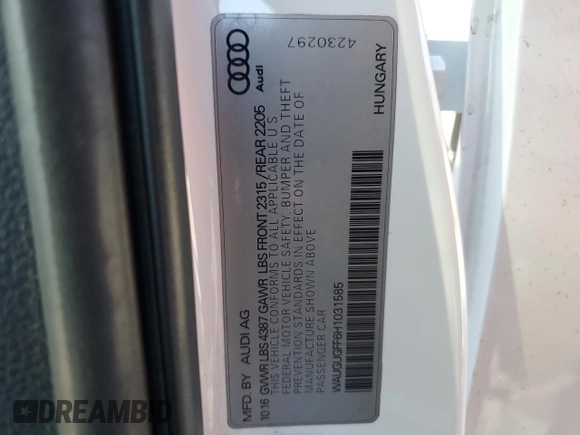 MFD. BY AUDI AG
10 16 GVWR LBS 4387 GAWR LBS FRONT 2315 / REAR 2205
THIS VEHICLE CONFORMS TO ALL APPLICABLE U S
FEDERAL MOTOR VEHICLE SAFETY, BUMPER AND THEFT
PREVENTION STANDARDS IN EFFECT ON THE DATE OF
MANUFACTURE SHOWN ABOVE
PASSENGER CAR
WAUGUGFF6H1031585
HUNGARY
Audi
4230297
DREAMBID